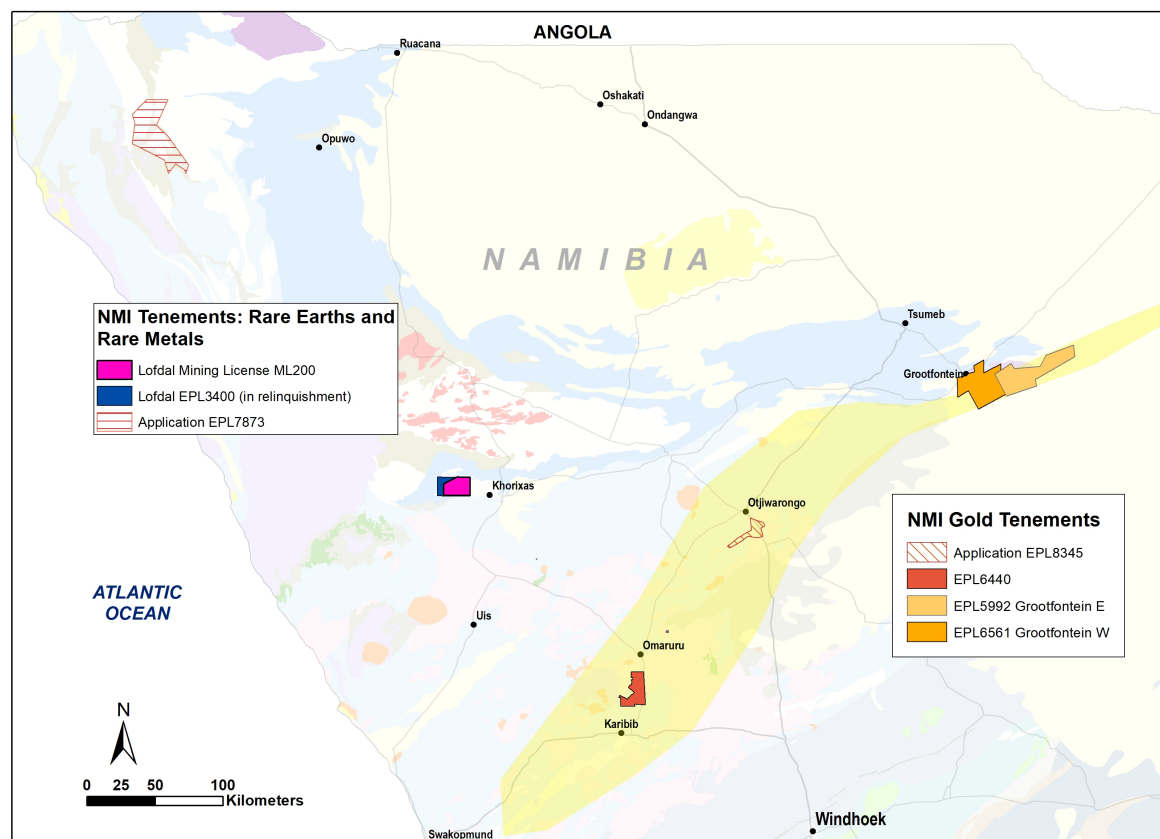 ANGOLA
Ruacana
Oshakati
Ondangwa
Opuwo
NAMIBIA
NMI Tenements: Rare Earths and
Rare Metals
Lofdal Mining License ML200
Lofdal EPL3400 (in relinquishment)
Application EPL7873
Tsumeb
Grootfontein
Khorixas
Otjiwarongo
NMI Gold Tenements
Application EPL8345
EPL6440
EPL5992 Grootfontein E
EPL6561 Grootfontein W
ATLANTIC
OCEAN
Uis
Omaruru
Karibib
N
0 25 50 100
Kilometers
Windhoek
Swakopmund